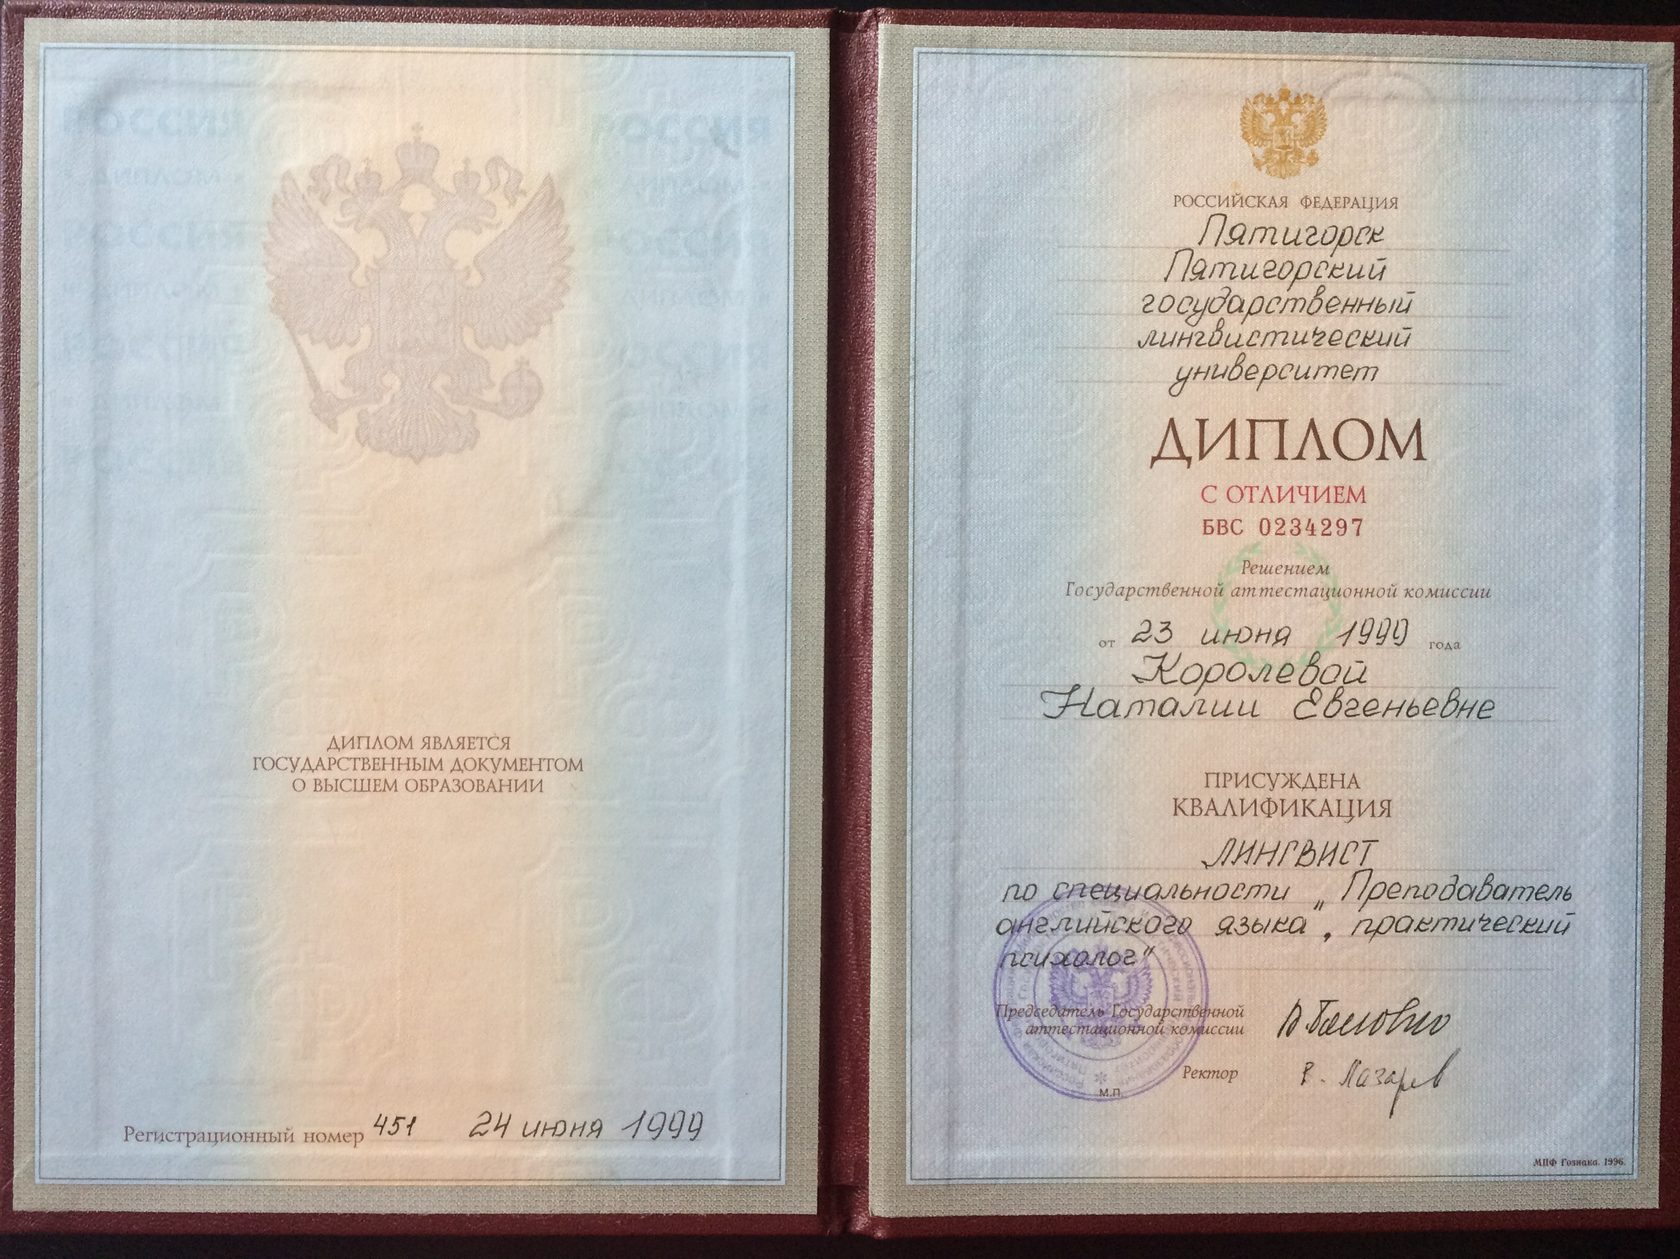 ДИПЛОМ ЯВЛЯЕТСЯ
ГОСУДАРСТВЕННЫМ ДОКУМЕНТОМ
О ВЫСШЕМ ОБРАЗОВАНИИ
Регистрационный номер 451 24 июня 1999
РОССИЙСКАЯ ФЕДЕРАЦИЯ
Пятигорск
Пятигорский
государственный
лингвистический
университет
ДИПЛОМ
С ОТЛИЧИЕМ
БВС 0234297
Решением
Государственной аттестационной комиссии
от 23 июня 1999 года
Королевой
Наталии Евгеньевне
ПРИСУЖДЕНА
КВАЛИФИКАЦИЯ
ЛИНГВИСТ
по специальности „Преподаватель
английского языка, практический
психолог“
Председатель Государственной
аттестационной комиссии
Ректор В. Лазарев
М.П.
МПФ Гознака. 1996.